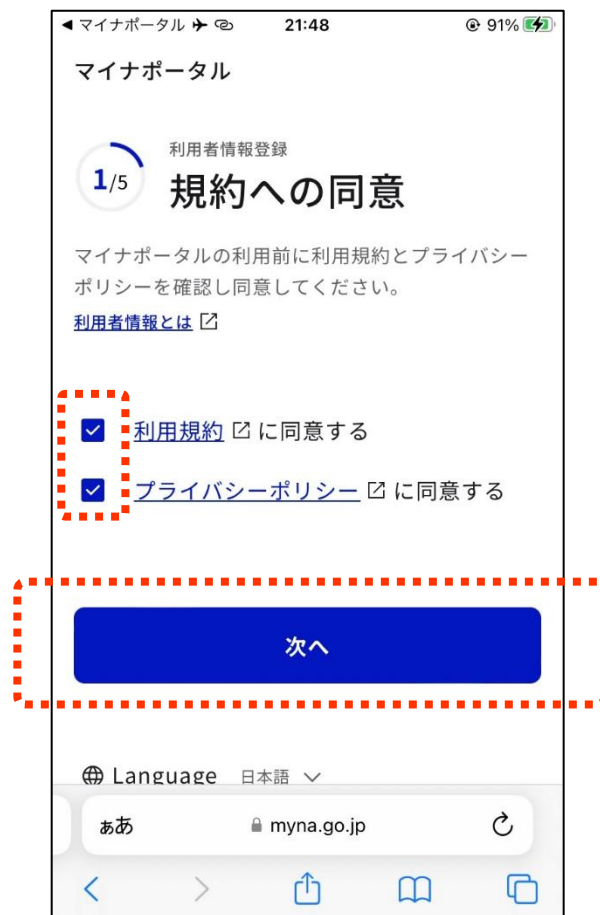 ◀ マイナポータル 21:48 91%
マイナポータル
利用者情報登録
1/5 規約への同意
マイナポータルの利用前に利用規約とプライバシー
ポリシーを確認し同意してください。
利用者情報とは
利用規約 に同意する
プライバシーポリシー に同意する
次へ
Language 日本語
ぁあ myna.go.jp